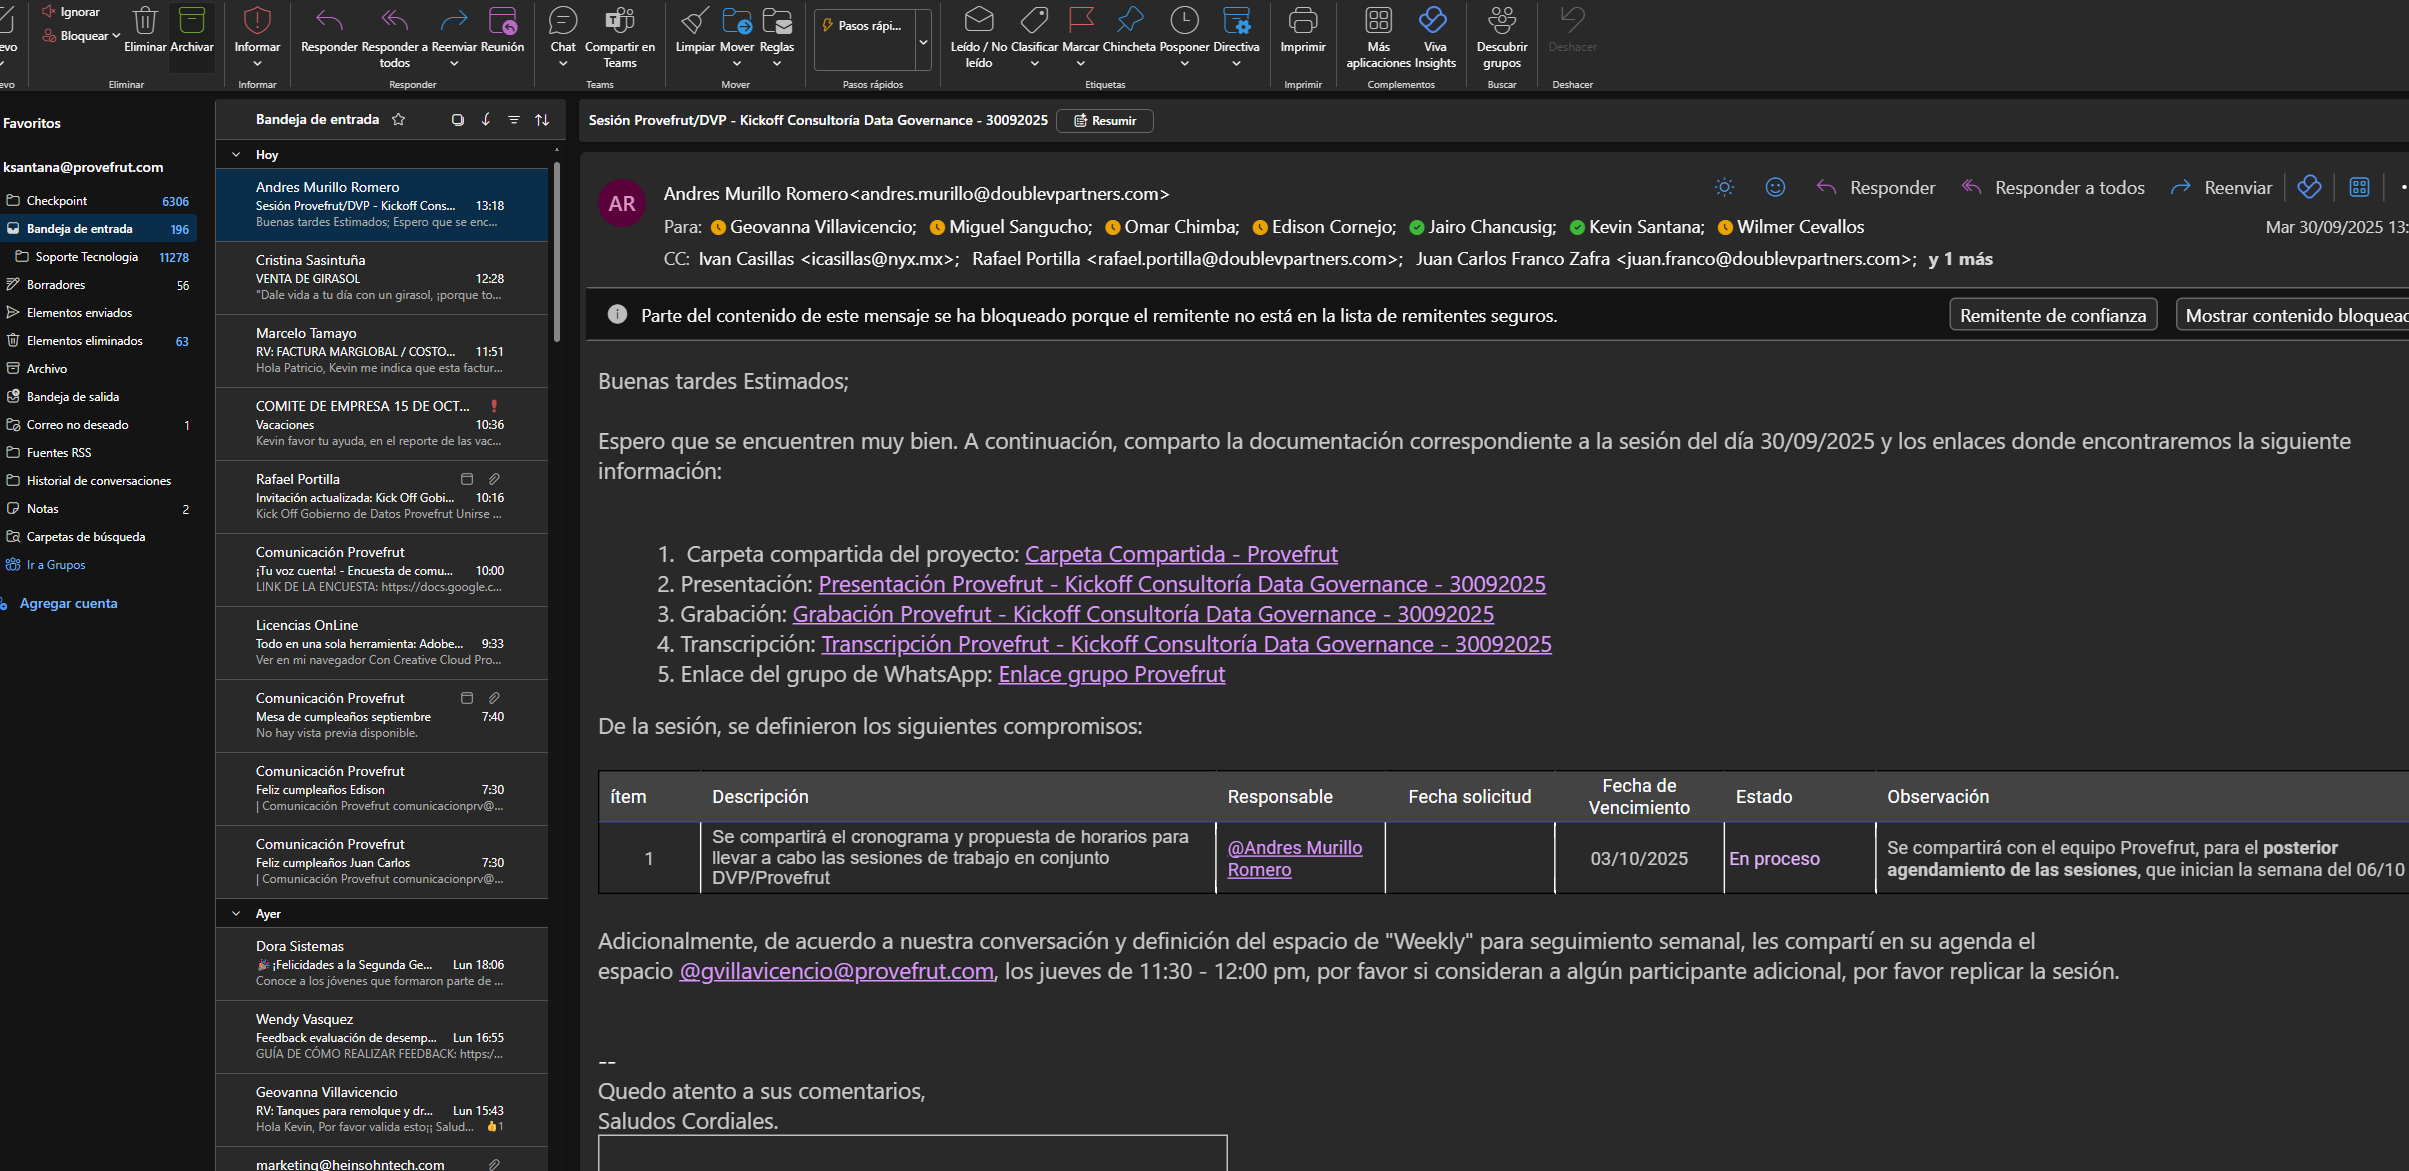 Ignorar
Bloquear
Eliminar
Archivar
Eliminar
Informar
Informar
Responder
Responder a todos
Reenviar
Reunión
Responder
Chat
Compartir en Teams
Teams
Limpiar
Mover
Reglas
Mover
Pasos rápi...
Pasos rápidos
Leído / No leído
Clasificar
Marcar
Chincheta
Posponer
Directiva
Etiquetas
Imprimir
Imprimir
Más aplicaciones
Viva Insights
Complementos
Descubrir grupos
Buscar
Deshacer
Deshacer
Favoritos
ksantana@provefrut.com
Checkpoint 6306
Bandeja de entrada 196
Soporte Tecnologia 11278
Borradores 56
Elementos enviados
Elementos eliminados 63
Archivo
Bandeja de salida
Correo no deseado 1
Fuentes RSS
Historial de conversaciones
Notas 2
Carpetas de búsqueda
Ir a Grupos
Agregar cuenta
Bandeja de entrada
Hoy
Andres Murillo Romero
Sesión Provefrut/DVP - Kickoff Cons... 13:18
Buenas tardes Estimados; Espero que se enc...
Cristina Sasintuña
VENTA DE GIRASOL 12:28
"Dale vida a tu día con un girasol, ¡porque to...
Marcelo Tamayo
RV: FACTURA MARGLOBAL / COSTO... 11:51
Hola Patricio, Kevin me indica que esta factur...
COMITE DE EMPRESA 15 DE OCT...
Vacaciones 10:36
Kevin favor tu ayuda, en el reporte de las vac...
Rafael Portilla
Invitación actualizada: Kick Off Gobi... 10:16
Kick Off Gobierno de Datos Provefrut Unirse ...
Comunicación Provefrut
¡Tu voz cuenta! - Encuesta de comu... 10:00
LINK DE LA ENCUESTA: https://docs.google.c...
Licencias OnLine
Todo en una sola herramienta: Adobe... 9:33
Ver en mi navegador Con Creative Cloud Pro...
Comunicación Provefrut
Mesa de cumpleaños septiembre 7:40
No hay vista previa disponible.
Comunicación Provefrut
Feliz cumpleaños Edison 7:30
| Comunicación Provefrut comunicacionprv@...
Comunicación Provefrut
Feliz cumpleaños Juan Carlos 7:30
| Comunicación Provefrut comunicacionprv@...
Ayer
Dora Sistemas
🎉¡Felicidades a la Segunda Ge... Lun 18:06
Conoce a los jóvenes que formaron parte de ...
Wendy Vasquez
Feedback evaluación de desemp... Lun 16:55
GUÍA DE CÓMO REALIZAR FEEDBACK: https:/...
Geovanna Villavicencio
RV: Tanques para remolque y dr... Lun 15:43
Hola Kevin, Por favor valida esto¡¡ Salud... 👍1
marketing@heinsohntech.com
Sesión Provefrut/DVP - Kickoff Consultoría Data Governance - 30092025
Resumir
AR
Andres Murillo Romero<andres.murillo@doublevpartners.com>
Responder
Responder a todos
Reenviar
Para: Geovanna Villavicencio; Miguel Sangucho; Omar Chimba; Edison Cornejo; Jairo Chancusig; Kevin Santana; Wilmer Cevallos
Mar 30/09/2025 13:
CC: Ivan Casillas <icasillas@nyx.mx>; Rafael Portilla <rafael.portilla@doublevpartners.com>; Juan Carlos Franco Zafra <juan.franco@doublevpartners.com>; y 1 más
Parte del contenido de este mensaje se ha bloqueado porque el remitente no está en la lista de remitentes seguros.
Remitente de confianza
Mostrar contenido
Buenas tardes Estimados;
Espero que se encuentren muy bien. A continuación, comparto la documentación correspondiente a la sesión del día 30/09/2025 y los enlaces donde encontraremos la siguiente
información:
1. Carpeta compartida del proyecto: Carpeta Compartida - Provefrut
2. Presentación: Presentación Provefrut - Kickoff Consultoría Data Governance - 30092025
3. Grabación: Grabación Provefrut - Kickoff Consultoría Data Governance - 30092025
4. Transcripción: Transcripción Provefrut - Kickoff Consultoría Data Governance - 30092025
5. Enlace del grupo de WhatsApp: Enlace grupo Provefrut
De la sesión, se definieron los siguientes compromisos:
ítem
Descripción
Responsable
Fecha solicitud
Fecha de
Vencimiento
Estado
Observación
1
Se compartirá el cronograma y propuesta de horarios para
llevar a cabo las sesiones de trabajo en conjunto
DVP/Provefrut
@Andres Murillo
Romero
03/10/2025
En proceso
Se compartirá con el equipo Provefrut, para el posterior
agendamiento de las sesiones, que inician la semana del 06/10
Adicionalmente, de acuerdo a nuestra conversación y definición del espacio de "Weekly" para seguimiento semanal, les compartí en su agenda el
espacio @gvillavicencio@provefrut.com, los jueves de 11:30 - 12:00 pm, por favor si consideran a algún participante adicional, por favor replicar la sesión.
--
Quedo atento a sus comentarios,
Saludos Cordiales.